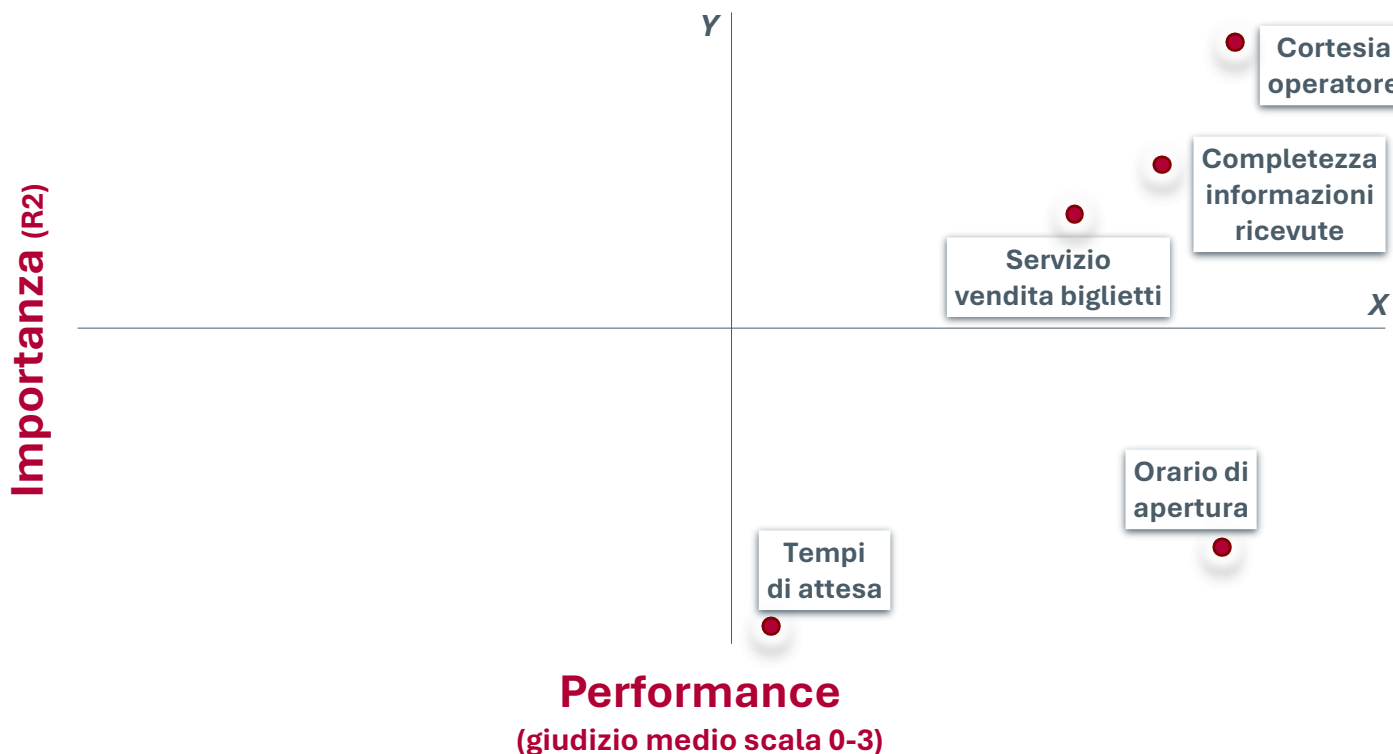 Y
Cortesia
operatore
Completezza
informazioni
ricevute
Servizio
vendita biglietti
X
Importanza (R2)
Orario di
apertura
Tempi
di attesa
Performance
(giudizio medio scala 0-3)